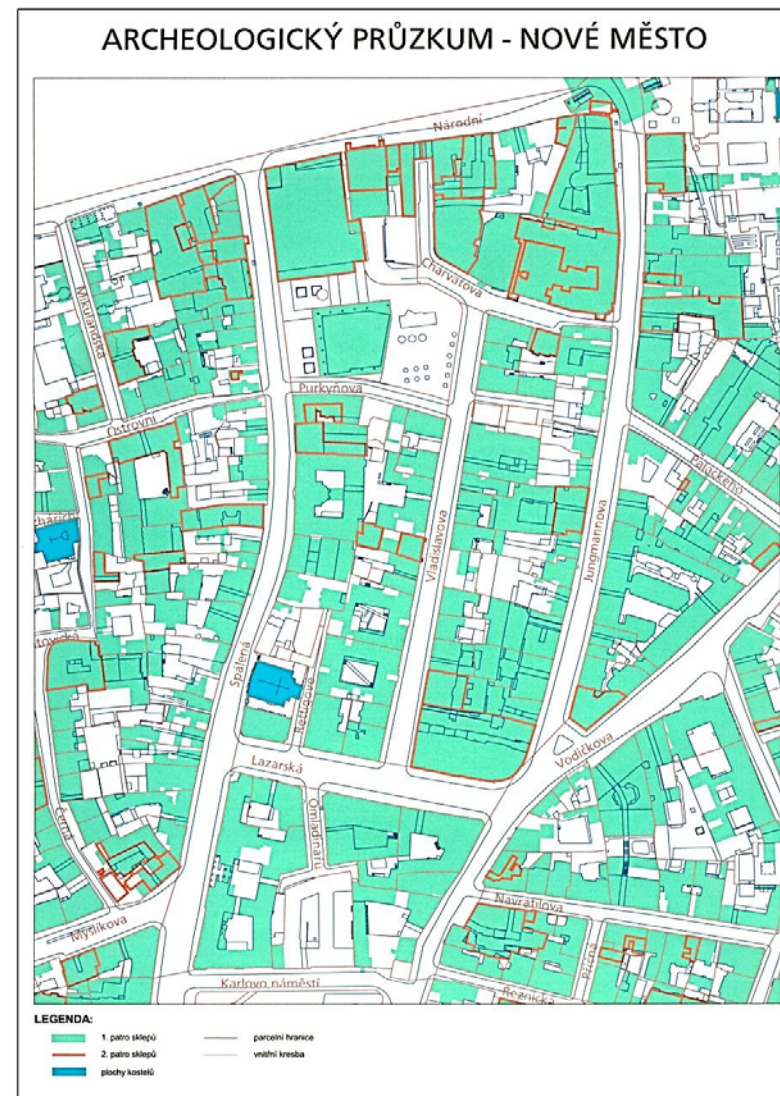 ARCHEOLOGICKÝ PRŮZKUM - NOVÉ MĚSTO
Národní
Mikulandská
Charvátova
Purkyňova
Ostrovní
Palackého
Vladislavova
Jungmannova
Spálená
Vodičkova
Lazarská
Omladinářů
Černá
Navrátilova
Myslíkova
Příčná
Karlovo náměstí
Řeznická
LEGENDA:
1. patro sklepů
parcelní hranice
2. patro sklepů
vnitřní kresba
plochy kostelů